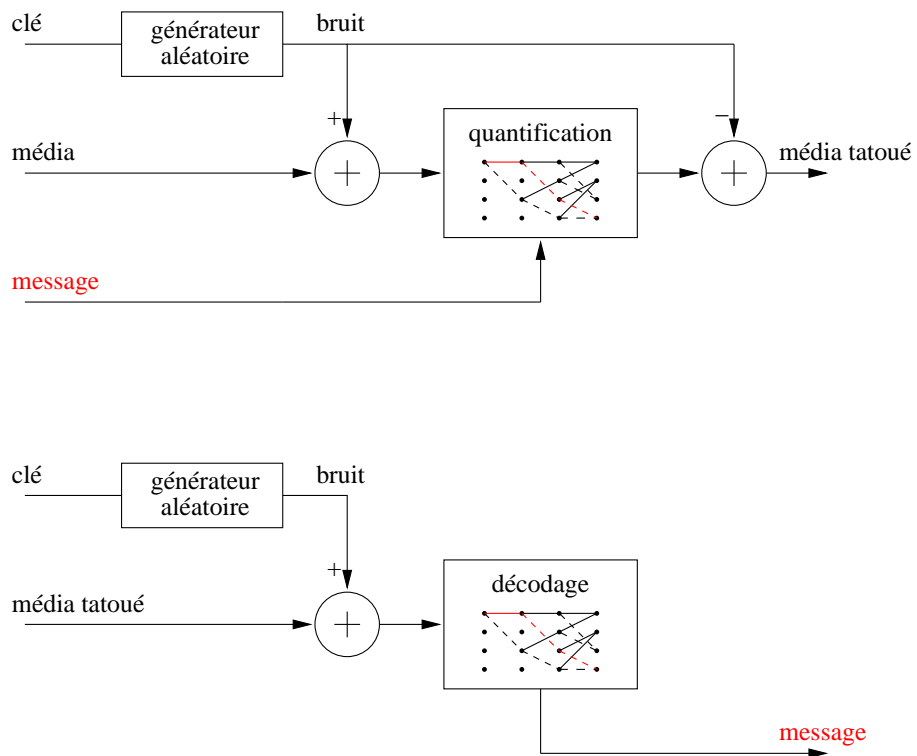 clé
générateur
aléatoire
bruit
+
−
média
+
quantification
+
média tatoué
message
clé
générateur
aléatoire
bruit
+
média tatoué
+
décodage
message